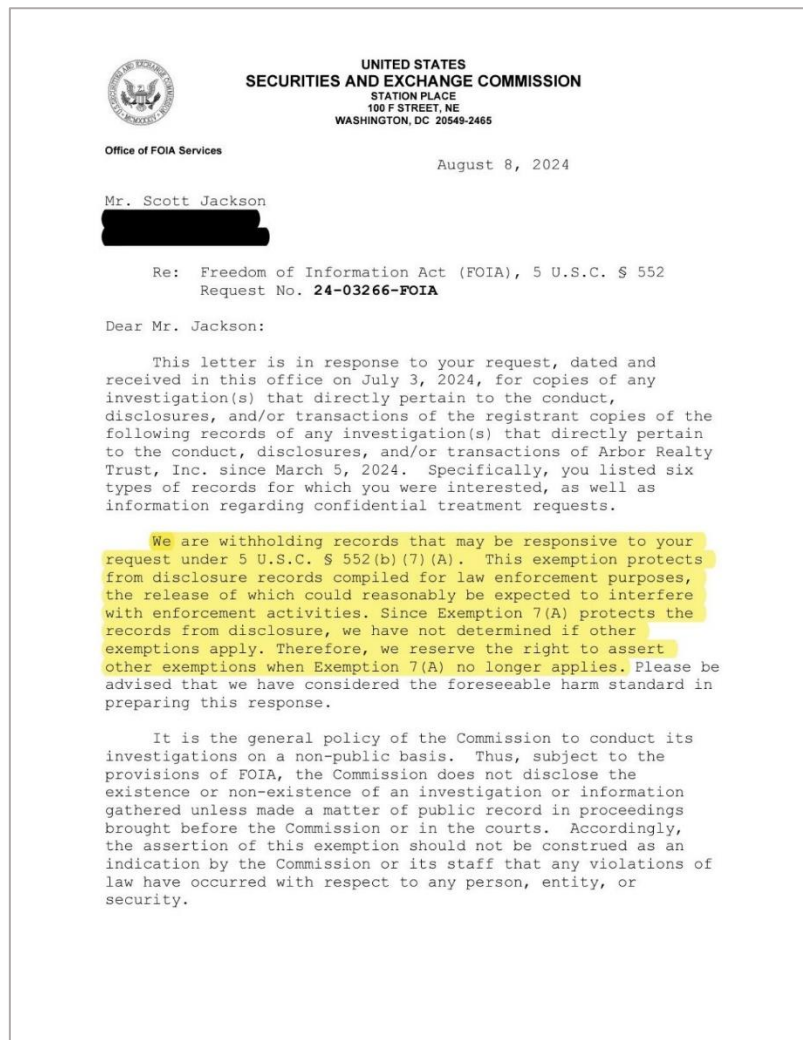 UNITED STATES
SECURITIES AND EXCHANGE COMMISSION
STATION PLACE
100 F STREET, NE
WASHINGTON, DC 20549-2465
Office of FOIA Services
August 8, 2024
Mr. Scott Jackson
Re: Freedom of Information Act (FOIA), 5 U.S.C. § 552
Request No. 24-03266-FOIA
Dear Mr. Jackson:
This letter is in response to your request, dated and
received in this office on July 3, 2024, for copies of any
investigation(s) that directly pertain to the conduct,
disclosures, and/or transactions of the registrant copies of the
following records of any investigation(s) that directly pertain
to the conduct, disclosures, and/or transactions of Arbor Realty
Trust, Inc. since March 5, 2024. Specifically, you listed six
types of records for which you were interested, as well as
information regarding confidential treatment requests.
We are withholding records that may be responsive to your
request under 5 U.S.C. § 552(b)(7)(A). This exemption protects
from disclosure records compiled for law enforcement purposes,
the release of which could reasonably be expected to interfere
with enforcement activities. Since Exemption 7(A) protects the
records from disclosure, we have not determined if other
exemptions apply. Therefore, we reserve the right to assert
other exemptions when Exemption 7(A) no longer applies. Please be
advised that we have considered the foreseeable harm standard in
preparing this response.
It is the general policy of the Commission to conduct its
investigations on a non-public basis. Thus, subject to the
provisions of FOIA, the Commission does not disclose the
existence or non-existence of an investigation or information
gathered unless made a matter of public record in proceedings
brought before the Commission or in the courts. Accordingly,
the assertion of this exemption should not be construed as an
indication by the Commission or its staff that any violations of
law have occurred with respect to any person, entity, or
security.